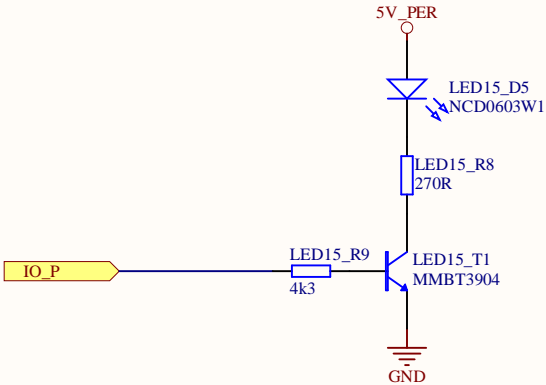 5V_PER
LED15_D5
NCD0603W1
LED15_R8
270R
LED15_R9
4k3
LED15_T1
MMBT3904
IO_P
GND